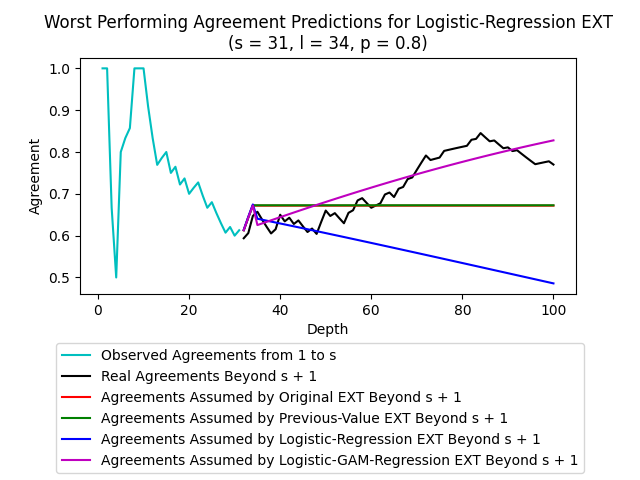 Worst Performing Agreement Predictions for Logistic-Regression EXT
(s = 31, l = 34, p = 0.8)
1.0
0.9
0.8
0.7
0.6
0.5
Agreement
0 20 40 60 80 100
Depth
Observed Agreements from 1 to s
Real Agreements Beyond s + 1
Agreements Assumed by Original EXT Beyond s + 1
Agreements Assumed by Previous-Value EXT Beyond s + 1
Agreements Assumed by Logistic-Regression EXT Beyond s + 1
Agreements Assumed by Logistic-GAM-Regression EXT Beyond s + 1